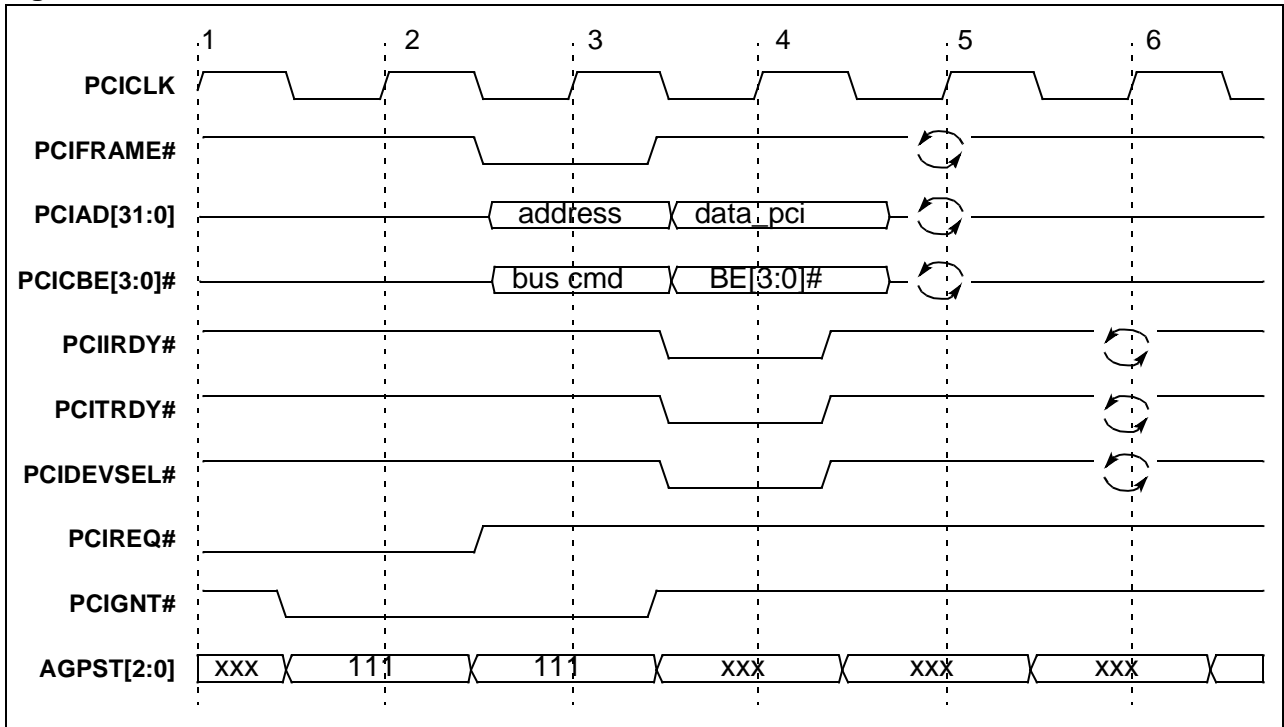 1 2 3 4 5 6
PCICLK
PCIFRAME#
PCIAD[31:0] address data_pci
PCICBE[3:0]# bus cmd BE[3:0]#
PCIIRDY#
PCITRDY#
PCIDEVSEL#
PCIREQ#
PCIGNT#
AGPST[2:0] xxx 111 111 xxx xxx xxx